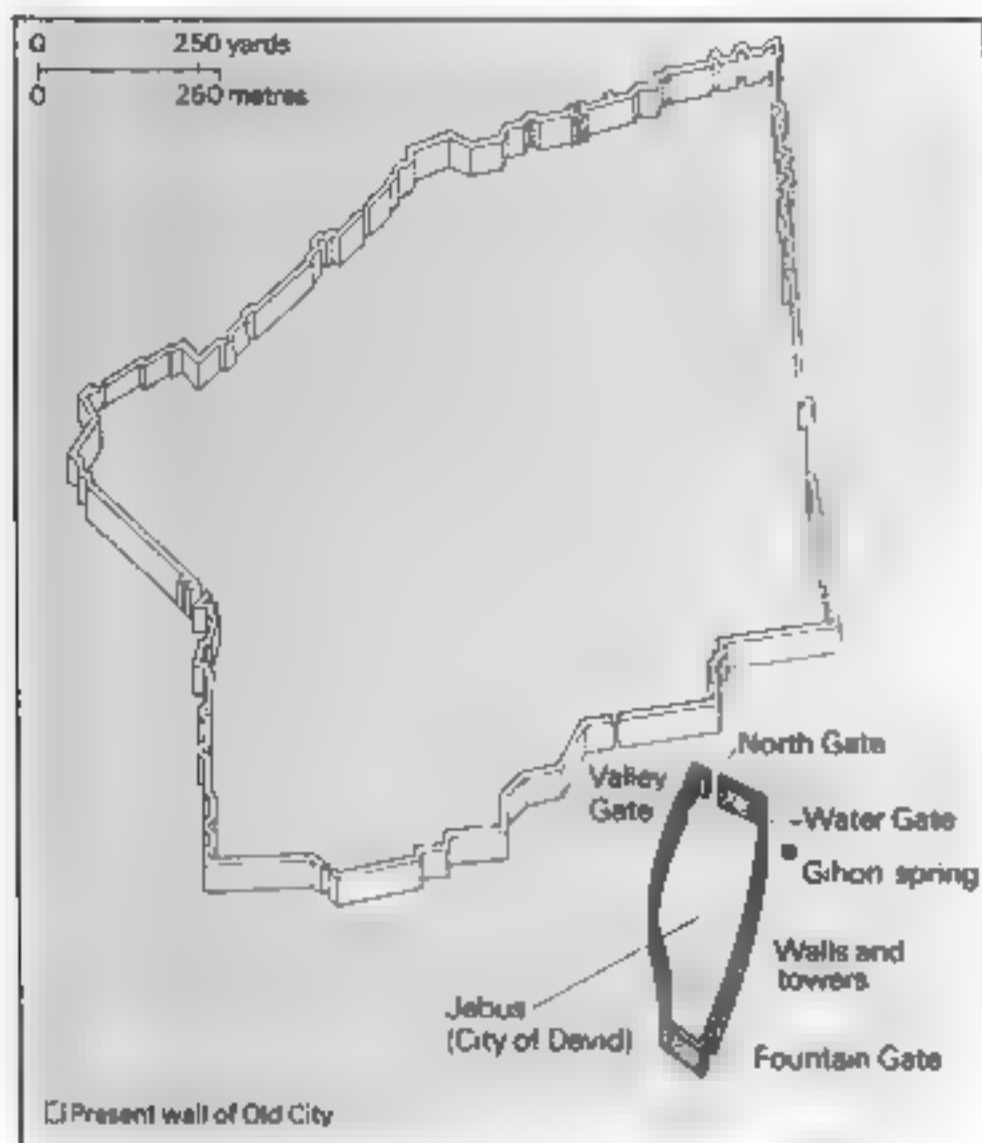 0 250 yards
0 250 metres
North Gate
Valley
Gate
Water Gate
Gihon spring
Walls and
towers
Jebus
(City of David)
Fountain Gate
Present wall of Old City